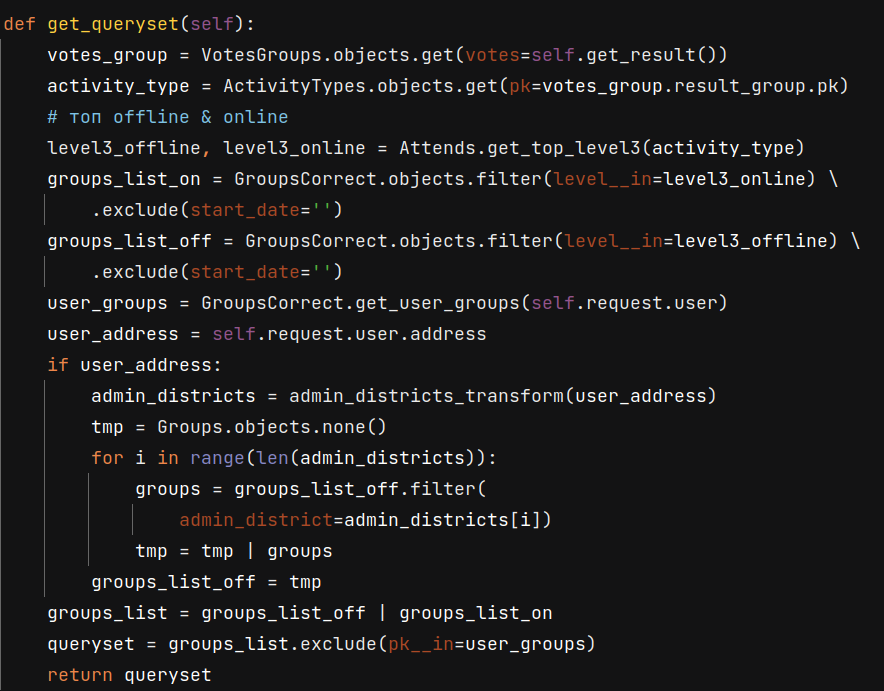 def get_queryset(self):
    votes_group = VotesGroups.objects.get(votes=self.get_result())
    activity_type = ActivityTypes.objects.get(pk=votes_group.result_group.pk)
    # топ offline & online
    level3_offline, level3_online = Attends.get_top_level3(activity_type)
    groups_list_on = GroupsCorrect.objects.filter(level__in=level3_online) \
        .exclude(start_date='')
    groups_list_off = GroupsCorrect.objects.filter(level__in=level3_offline) \
        .exclude(start_date='')
    user_groups = GroupsCorrect.get_user_groups(self.request.user)
    user_address = self.request.user.address
    if user_address:
        admin_districts = admin_districts_transform(user_address)
        tmp = Groups.objects.none()
        for i in range(len(admin_districts)):
            groups = groups_list_off.filter(
                admin_district=admin_districts[i])
            tmp = tmp | groups
        groups_list_off = tmp
    groups_list = groups_list_off | groups_list_on
    queryset = groups_list.exclude(pk__in=user_groups)
    return queryset